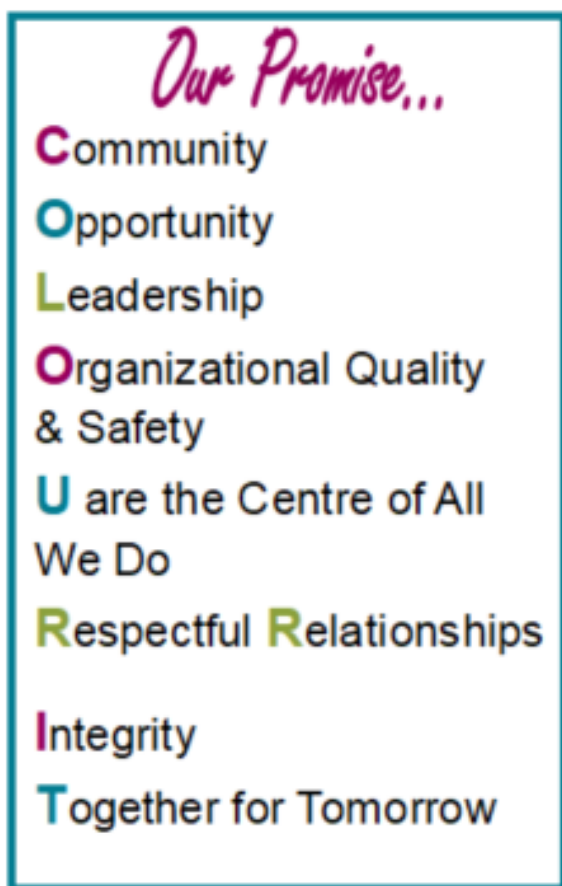 Our Promise...
Community
Opportunity
Leadership
Organizational Quality
& Safety
U are the Centre of All
We Do
Respectful Relationships
Integrity
Together for Tomorrow